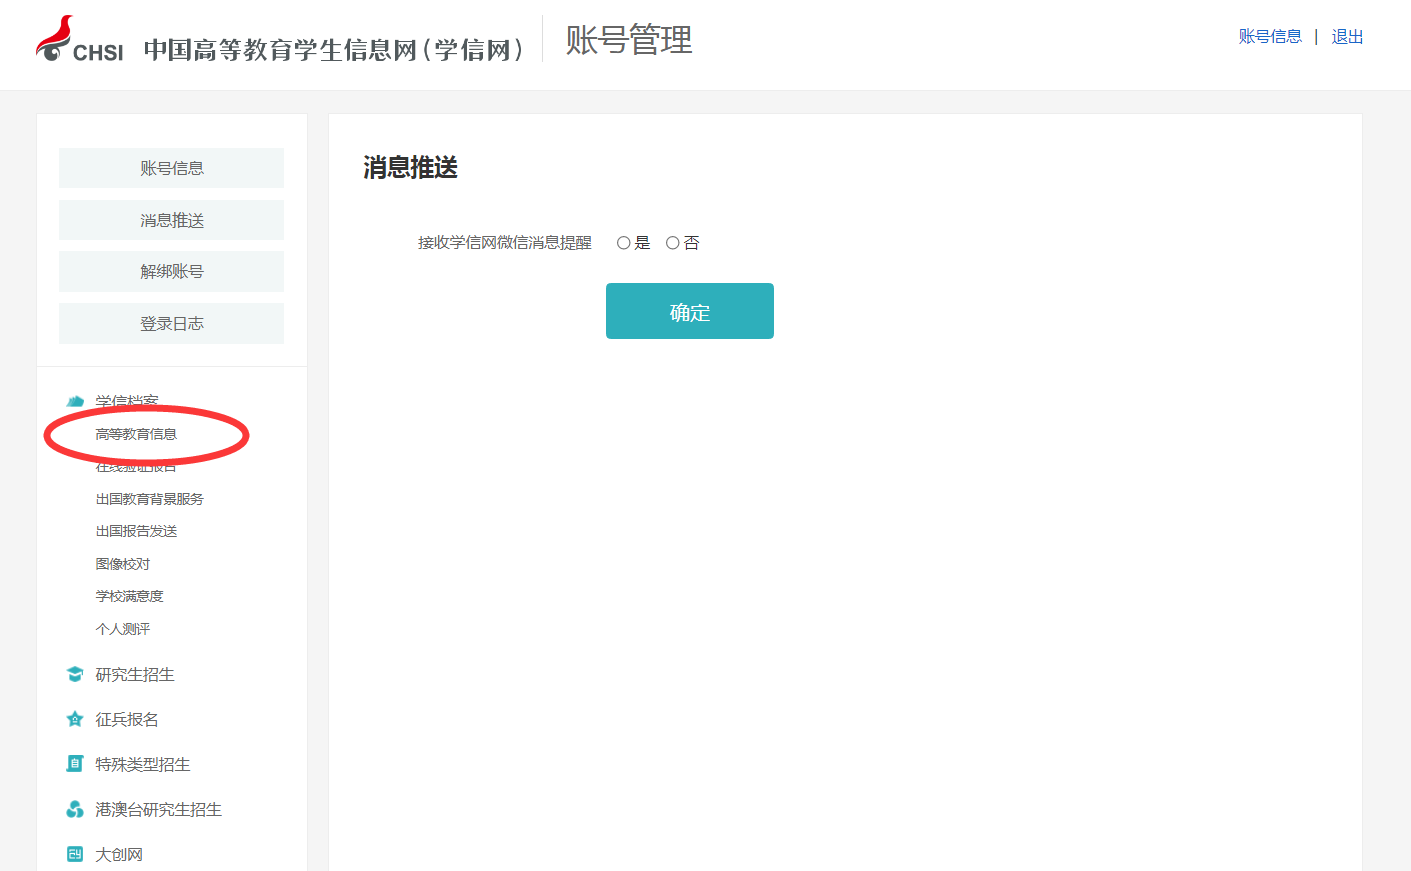 CHSI 中国高等教育学生信息网(学信网) 账号管理
账号信息 | 退出
账号信息
消息推送
解绑账号
登录日志
学信档案
高等教育信息
在线验证报告
出国教育背景服务
出国报告发送
图像校对
学校满意度
个人测评
研究生招生
征兵报名
特殊类型招生
港澳台研究生招生
大创网
消息推送
接收学信网微信消息提醒 是 否
确定